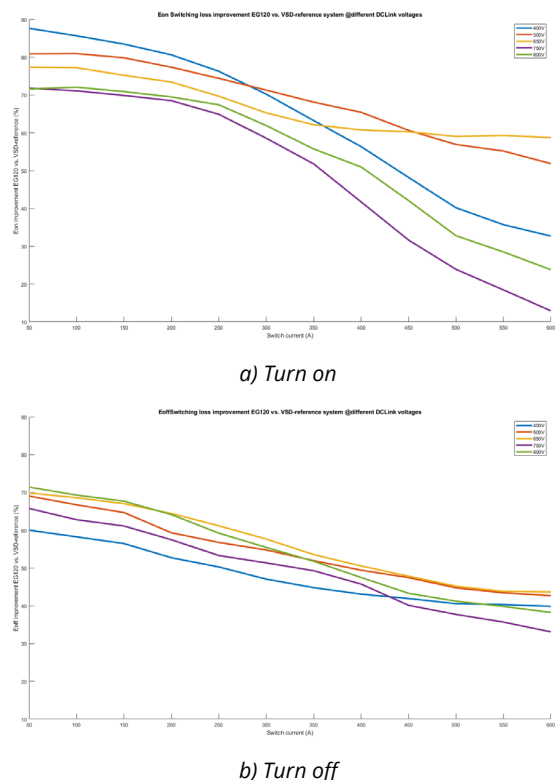 Eon Switching loss improvement EG120 vs. VSD-reference system @different DCLink voltages
400V
500V
650V
750V
800V
Eon improvement EG120 vs. VSD-reference (%)
90
80
70
60
50
40
30
20
10
50 100 150 200 250 300 350 400 450 500 550 600
Switch current (A)
a) Turn on
EoffSwitching loss improvement EG120 vs. VSD-reference system @different DCLink voltages
400V
500V
650V
750V
800V
Eoff improvement EG120 vs. VSD-reference (%)
90
80
70
60
50
40
30
20
10
50 100 150 200 250 300 350 400 450 500 550 600
Switch current (A)
b) Turn off